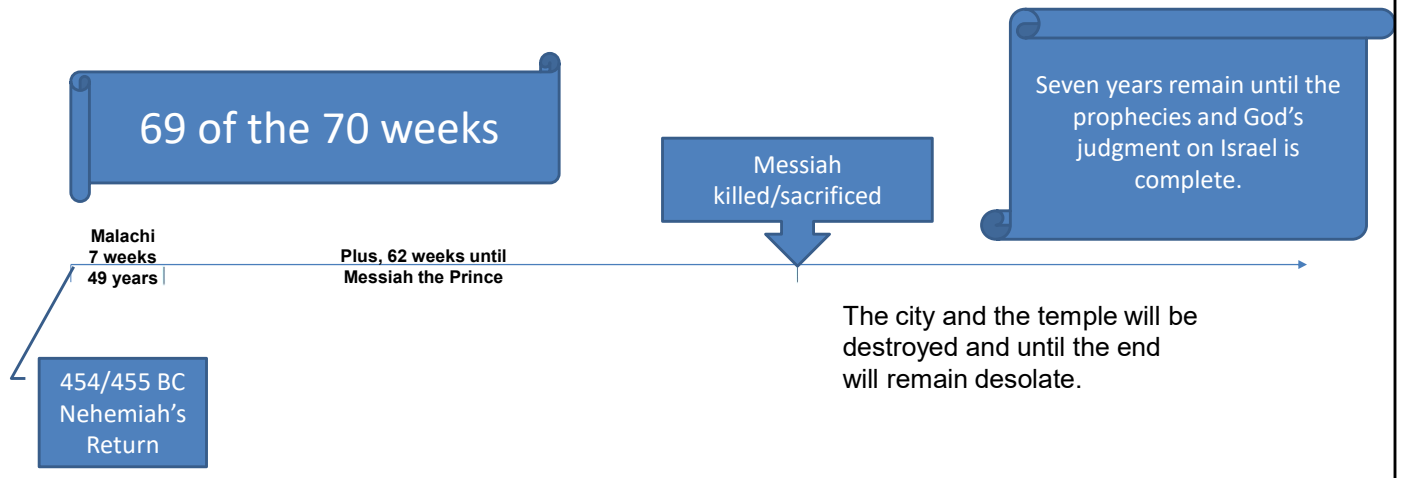 69 of the 70 weeks
Seven years remain until the
prophecies and God’s
judgment on Israel is
complete.
Messiah
killed/sacrificed
Malachi
7 weeks
49 years
Plus, 62 weeks until
Messiah the Prince
The city and the temple will be
destroyed and until the end
will remain desolate.
454/455 BC
Nehemiah’s
Return